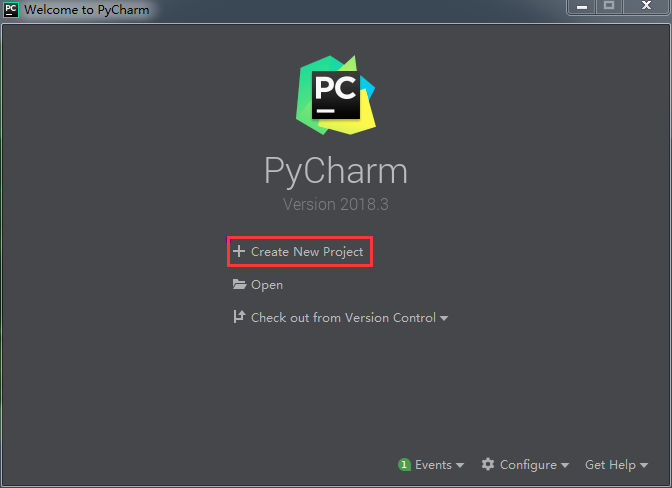 Welcome to PyCharm
PC
PC
PyCharm
Version 2018.3
Create New Project
Open
Check out from Version Control
1 Events
Configure
Get Help